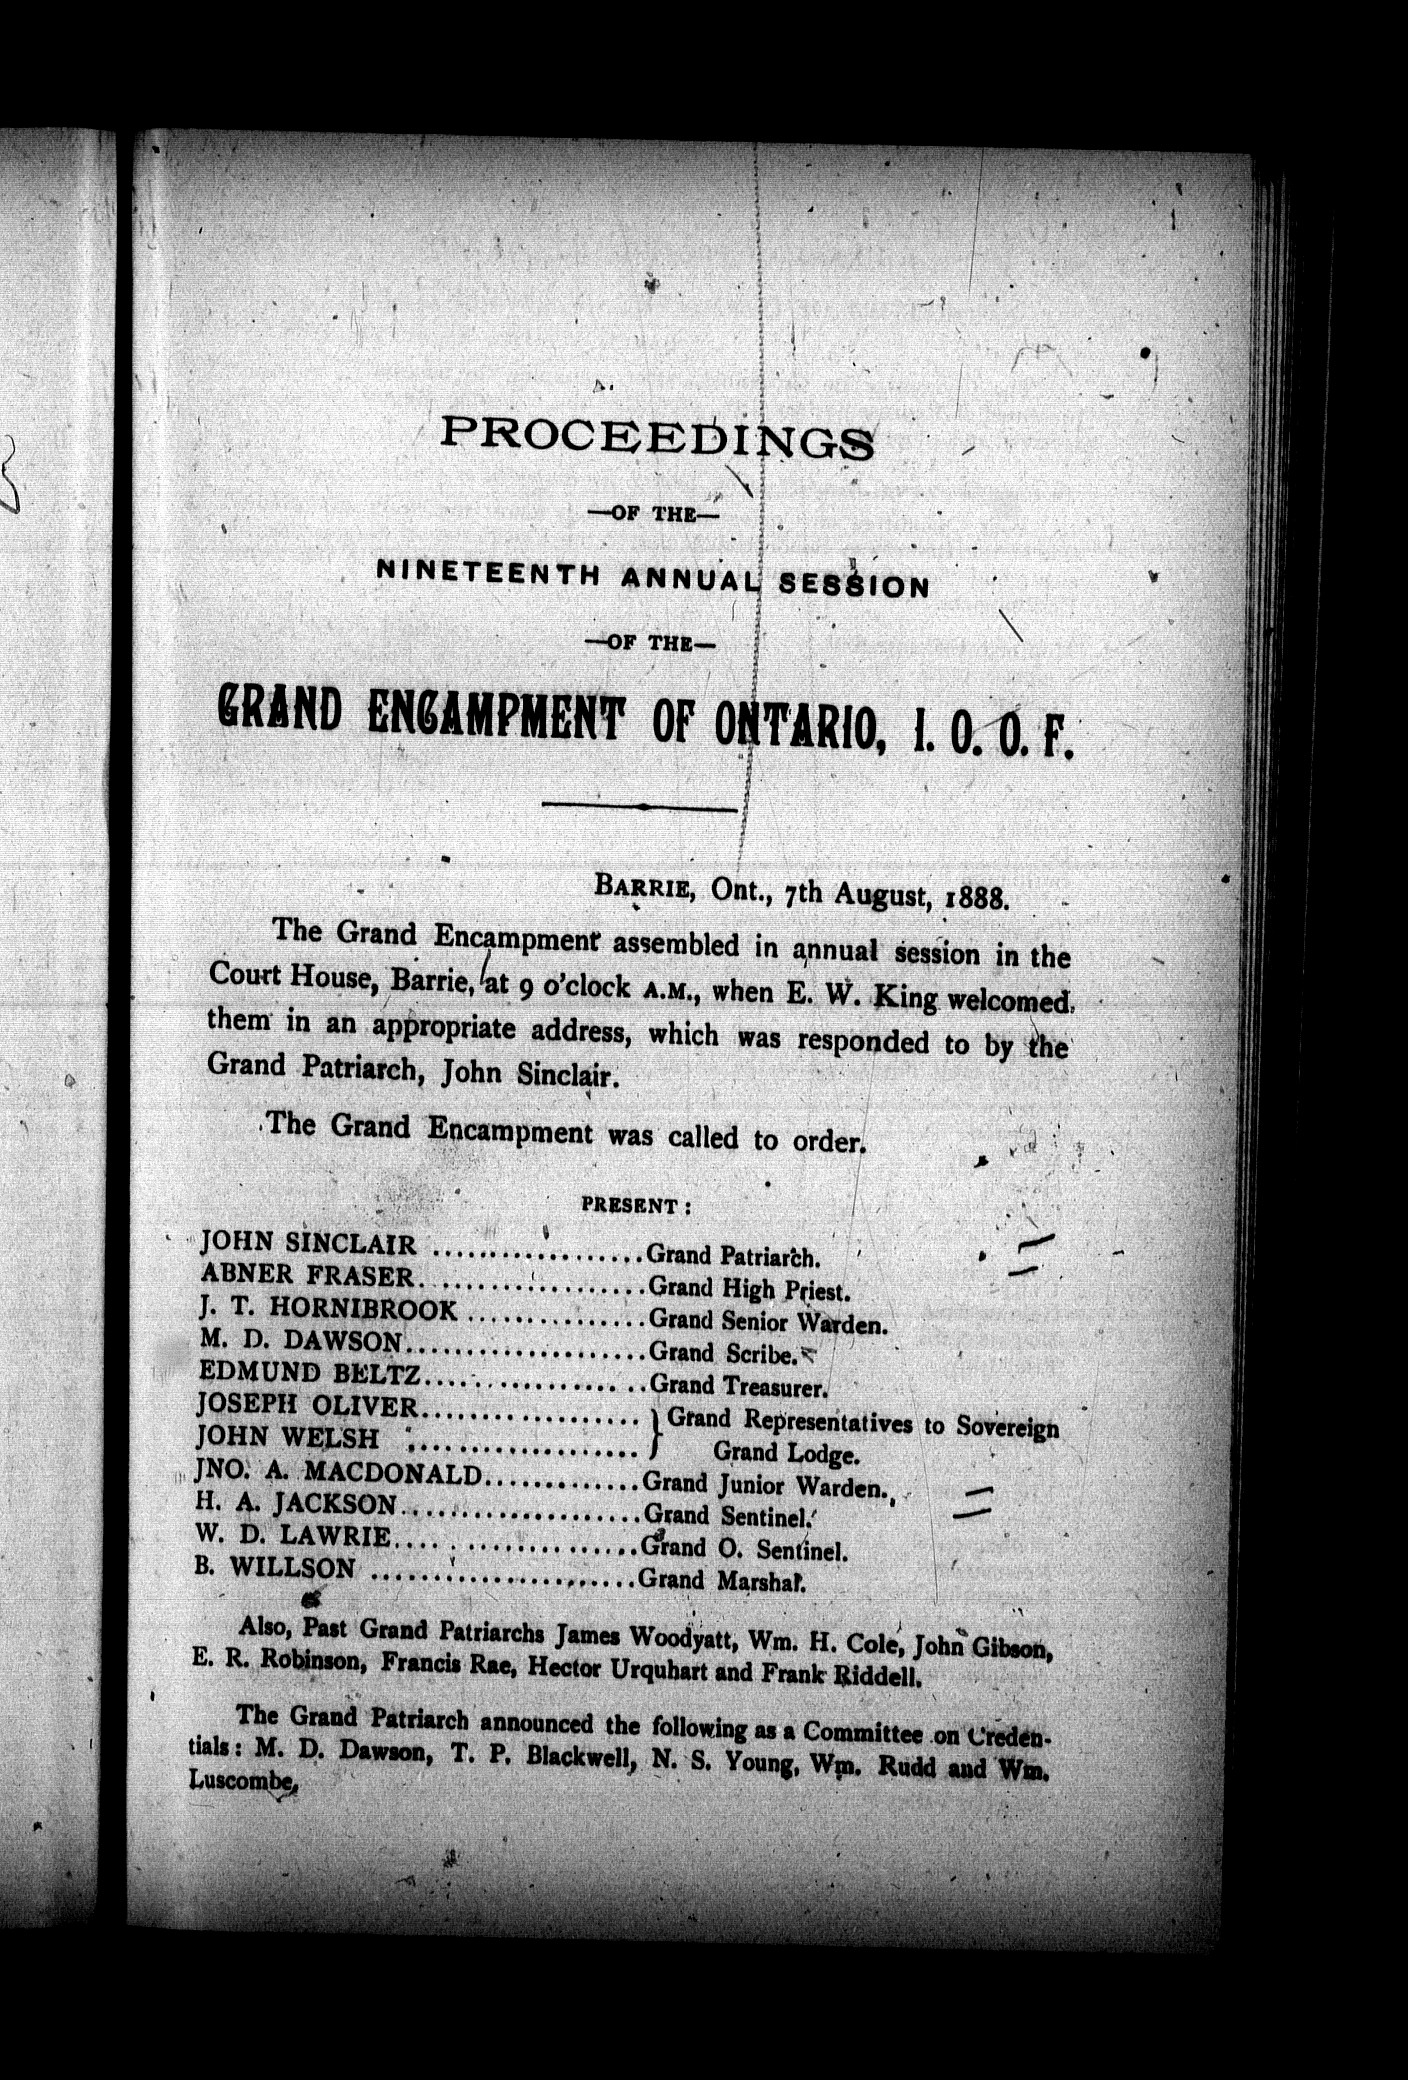 PROCEEDINGS
—OF THE—
NINETEENTH ANNUAL SESSION
—OF THE—
GRAND ENCAMPMENT OF ONTARIO, I. O. O. F.
BARRIE, Ont., 7th August, 1888.
The Grand Encampment assembled in annual session in the
Court House, Barrie, at 9 o'clock A.M., when E. W. King welcomed
them in an appropriate address, which was responded to by the
Grand Patriarch, John Sinclair.
The Grand Encampment was called to order.
PRESENT:
JOHN SINCLAIR ..................Grand Patriarch.
ABNER FRASER....................Grand High Priest.
J. T. HORNIBROOK ...............Grand Senior Warden.
M. D. DAWSON....................Grand Scribe.
EDMUND BELTZ...................Grand Treasurer.
JOSEPH OLIVER................... } Grand Representatives to Sovereign
JOHN WELSH .................... } Grand Lodge.
JNO. A. MACDONALD.............Grand Junior Warden.
H. A. JACKSON....................Grand Sentinel.
W. D. LAWRIE....................Grand O. Sentinel.
B. WILLSON ......................Grand Marshal.
Also, Past Grand Patriarchs James Woodyatt, Wm. H. Cole, John Gibson,
E. R. Robinson, Francis Rae, Hector Urquhart and Frank Riddell.
The Grand Patriarch announced the following as a Committee on Creden-
tials: M. D. Dawson, T. P. Blackwell, N. S. Young, Wm. Rudd and Wm.
Luscombe.